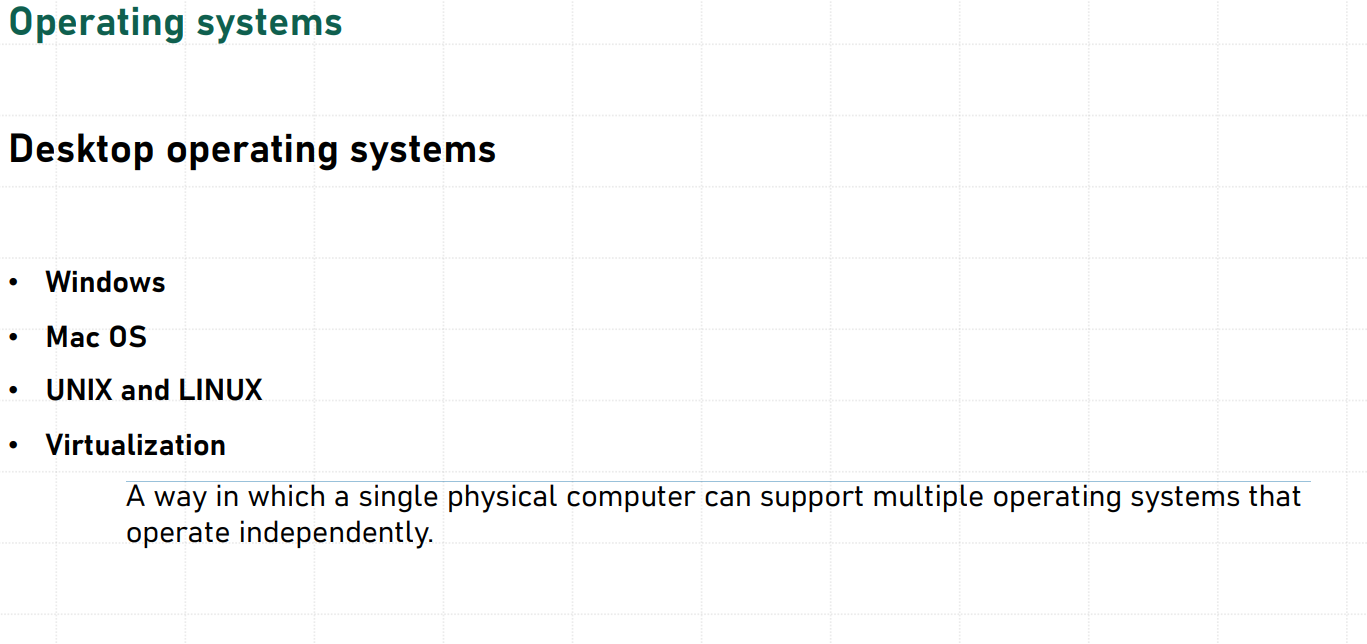 Operating systems
Desktop operating systems
• Windows
• Mac OS
• UNIX and LINUX
• Virtualization
A way in which a single physical computer can support multiple operating systems that
operate independently.